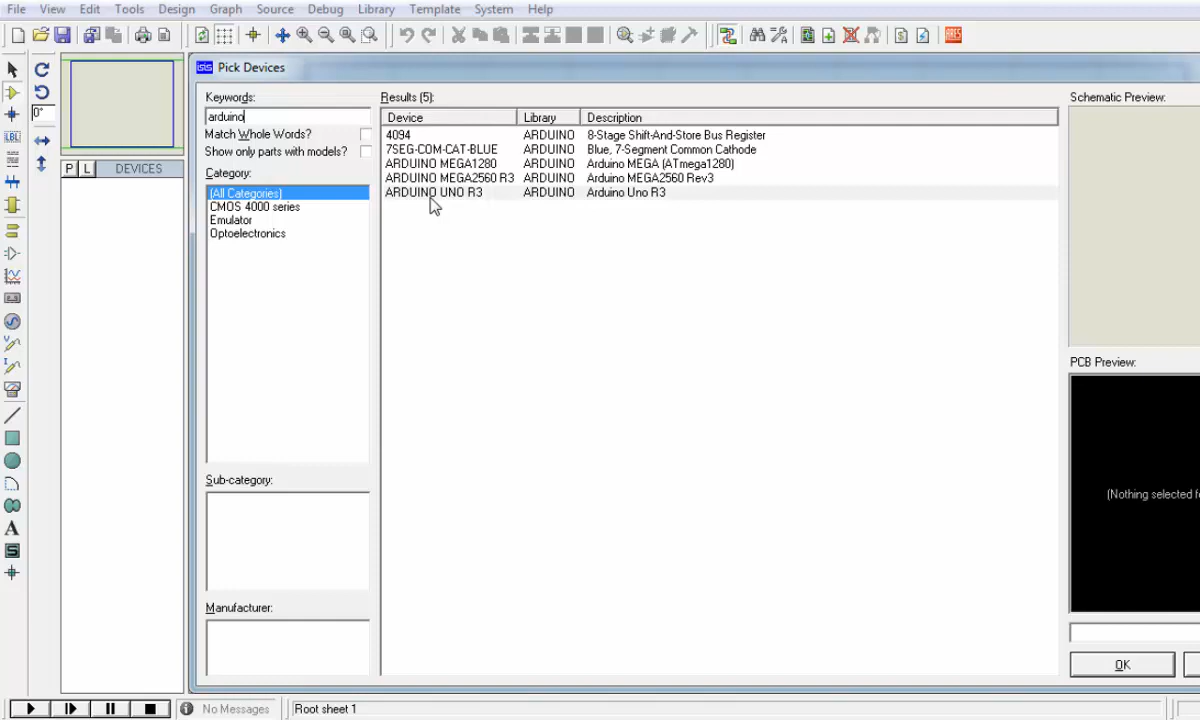 File View Edit Tools Design Graph Source Debug Library Template System Help
isis Pick Devices
Keywords:
arduino
Match Whole Words?
Show only parts with models?
Category:
(All Categories)
CMOS 4000 series
Emulator
Optoelectronics
Sub-category:
Manufacturer:
Results (5):
Device Library Description
4094 ARDUINO 8-Stage Shift-And-Store Bus Register
7SEG-COM-CAT-BLUE ARDUINO Blue, 7-Segment Common Cathode
ARDUINO MEGA1280 ARDUINO Arduino MEGA (ATmega1280)
ARDUINO MEGA2560 R3 ARDUINO Arduino MEGA2560 Rev3
ARDUINO UNO R3 ARDUINO Arduino Uno R3
Schematic Preview:
PCB Preview:
(Nothing selected f
OK
0°
LBL
P L DEVICES
V
I
A
S
No Messages Root sheet 1